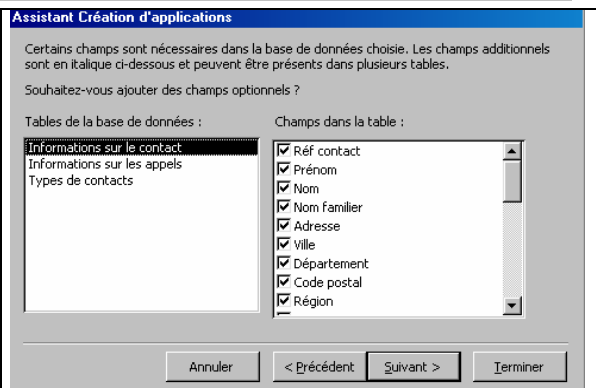 Assistant Création d'applications
Certains champs sont nécessaires dans la base de données choisie. Les champs additionnels
sont en italique ci-dessous et peuvent être présents dans plusieurs tables.
Souhaitez-vous ajouter des champs optionnels ?
Tables de la base de données :
Informations sur le contact
Informations sur les appels
Types de contacts
Champs dans la table :
Réf contact
Prénom
Nom
Nom familier
Adresse
Ville
Département
Code postal
Région
Annuler
< Précédent
Suivant >
Terminer